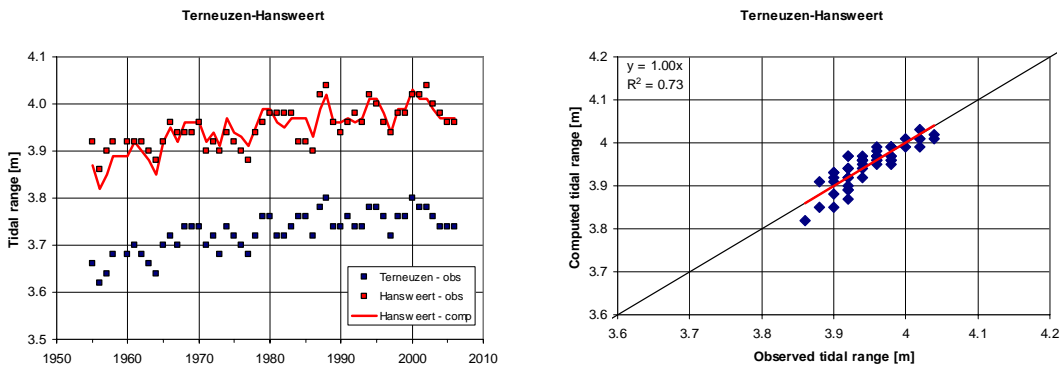 Terneuzen-Hansweert
Tidal range [m]
4.1
4.0
3.9
3.8
3.7
3.6
3.5
1950 1960 1970 1980 1990 2000 2010
Terneuzen - obs
Hansweert - obs
Hansweert - comp
Terneuzen-Hansweert
y = 1.00x
R² = 0.73
Computed tidal range [m]
4.2
4.1
4
3.9
3.8
3.7
3.6
3.6 3.7 3.8 3.9 4 4.1 4.2
Observed tidal range [m]